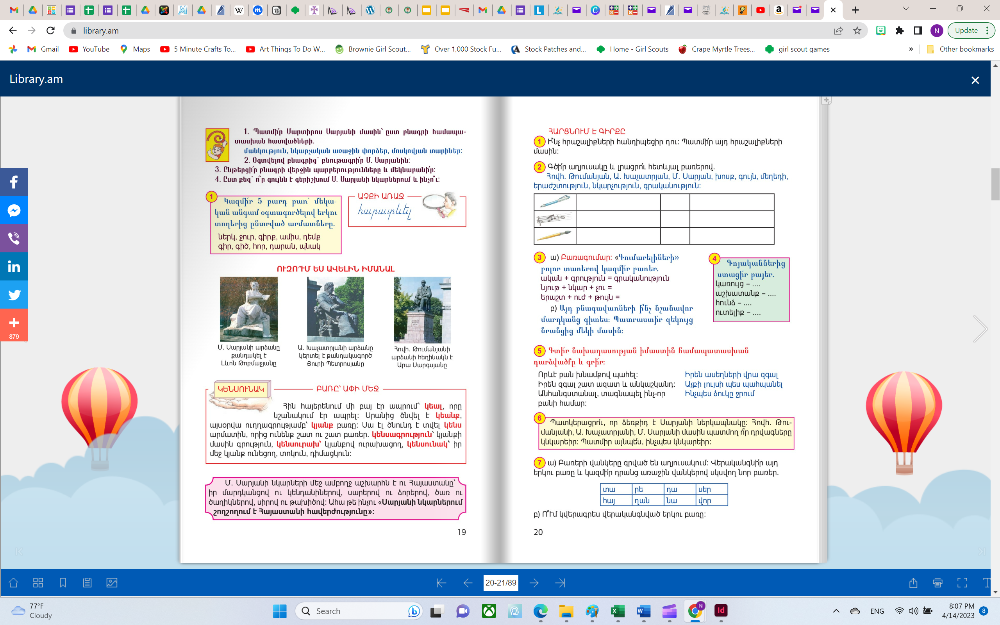 library.am
Update
Gmail
YouTube
Maps
5 Minute Crafts To...
Art Things To Do W...
Brownie Girl Scout...
Over 1,000 Stock Fu...
Stock Patches and...
Home - Girl Scouts
Crape Myrtle Trees...
girl scout games
»
Other bookmarks
Library.am
879
1. Պատմի՛ր Մարտիրոս Սարյանի մասին՝ ըստ բնագրի համապա-
տասխան հատվածների.
մանկություն, նկարչական առաջին փորձեր, մոսկովյան տարիներ:
2. Օգտվելով բնագրից՝ բնութագրի՛ր Մ. Սարյանին:
3. Ընթերցի՛ր բնագրի վերջին պարբերությունները և մեկնաբանի՛ր:
4. Ըստ քեզ՝ ո՞ր գույնն է գերիշխում Մ. Սարյանի նկարներում և ինչո՞ւ:
1
Կազմի՛ր 5 բարդ բառ՝ մեկա-
կան անգամ օգտագործելով երկու
տողերից ընտրված արմատները.
ներկ, ջուր, գիրք, ամիս, դեմք
գիր, գիծ, հոր, դարան, պնակ
ԱՉՔԻ ԱՌԱՋ
հարատևել
ՈՒԶՈ՞ՒՄ ԵՍ ԱՎԵԼԻՆ ԻՄԱՆԱԼ
Մ. Սարյանի արձանը
քանդակել է
Լևոն Թոքմաջյանը
Ա. Խաչատրյանի արձանը
կերտել է քանդակագործ
Յուրի Պետրոսյանը
Հովհ. Թումանյանի
արձանի հեղինակն է
Արա Սարգսյանը
ԿԵՆՍՈՒՆԱԿ
ԲԱՌԸ՝ ԱՓԻ ՄԵՋ
Հին հայերենում մի բայ էր ապրում՝ կեալ, որը
նշանակում էր ապրել: Սրանից ծնվել է կեանք,
այսօրվա ուղղագրությամբ՝ կյանք բառը: Սա էլ ծնունդ է տվել կենս
արմատին, որից ունենք շատ ու շատ բառեր. կենսագրություն՝ կյանքի
մասին գրություն, կենսուրախ՝ կյանքով ուրախացող, կենսունակ՝ իր
մեջ կյանք ունեցող, տոկուն, դիմացկուն:
Մ. Սարյանի նկարների մեջ ամբողջ աշխարհն է ու Հայաստանը՝
իր մարդկանցով ու կենդանիներով, սարերով ու ձորերով, ծառ ու
ծաղիկներով, սիրով ու թախիծով: Ահա թե ինչու «Սարյանի նկարներում
շողշողում է Հայաստանի հավերժությունը»:
19
ՀԱՐՑՆՈՒՄ Է ԳԻՐՔԸ
1 Ի՞նչ հրաշալիքների հանդիպեցիր դու: Պատմի՛ր այդ հրաշալիքների
մասին:
2 Գծի՛ր աղյուսակը և լրացրո՛ւ հետևյալ բառերով.
Հովհ. Թումանյան, Ա. Խաչատրյան, Մ. Սարյան, խոսք, գույն, մեղեդի,
երաժշտություն, նկարչություն, գրականություն:
3 ա) Բառագումար: «Գումարելիների»
բոլոր տառերով կազմի՛ր բառեր.
ական + գրություն = գրականություն
նյութ + նկար + չու =
երաշտ + ուժ + թույն =
բ) Այդ բնագավառների ի՞նչ նշանավոր
մարդկանց գիտես: Պատրաստի՛ր զեկույց
նրանցից մեկի մասին:
4
Գոյականներից
ստացի՛ր բայեր.
կառույց – ....
աշխատանք – ....
հունձ – ....
ուտելիք – ....
5 Գտի՛ր նախադասության իմաստին համապատասխան
դարձվածքը և գրի՛ր:
Որևէ բան խնամքով պահել:
Իրեն զգալ շատ ազատ և անկաշկանդ:
Անհանգստանալ, տագնապել ինչ-որ
բանի համար:
Իրեն ասեղների վրա զգալ
Աչքի լույսի պես պահպանել
Ինչպես ձուկը ջրում
6
Պատկերացրո՛ւ, որ ձեռքիդ է Սարյանի ներկապնակը: Հովհ. Թու-
մանյանի, Ա. Խաչատրյանի, Մ. Սարյանի մասին պատմող ո՞ր դրվագները
կնկարեիր: Պատմիր այնպե՛ս, ինչպես կնկարեիր:
7 ա) Բառերի վանկերը գրված են աղյուսակում: Վերականգնի՛ր այդ
երկու բառը և կազմի՛ր դրանց առաջին վանկերով սկսվող նոր բառեր.
տա րե դա սեր
հայ ղան նա վոր
բ) Ո՞ւմ կվերագրես վերականգնված երկու բառը:
20
20-21/89
77°F
Cloudy
Search
ENG
8:07 PM
4/14/2023
8